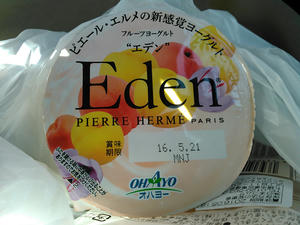 ピエール・エルメの新感覚ヨーグルト
フルーツヨーグルト
"エデン"
Eden
PIERRE HERMÉ PARIS
賞味
期限
16. 5.21
MNJ
OHAYO
オハヨー